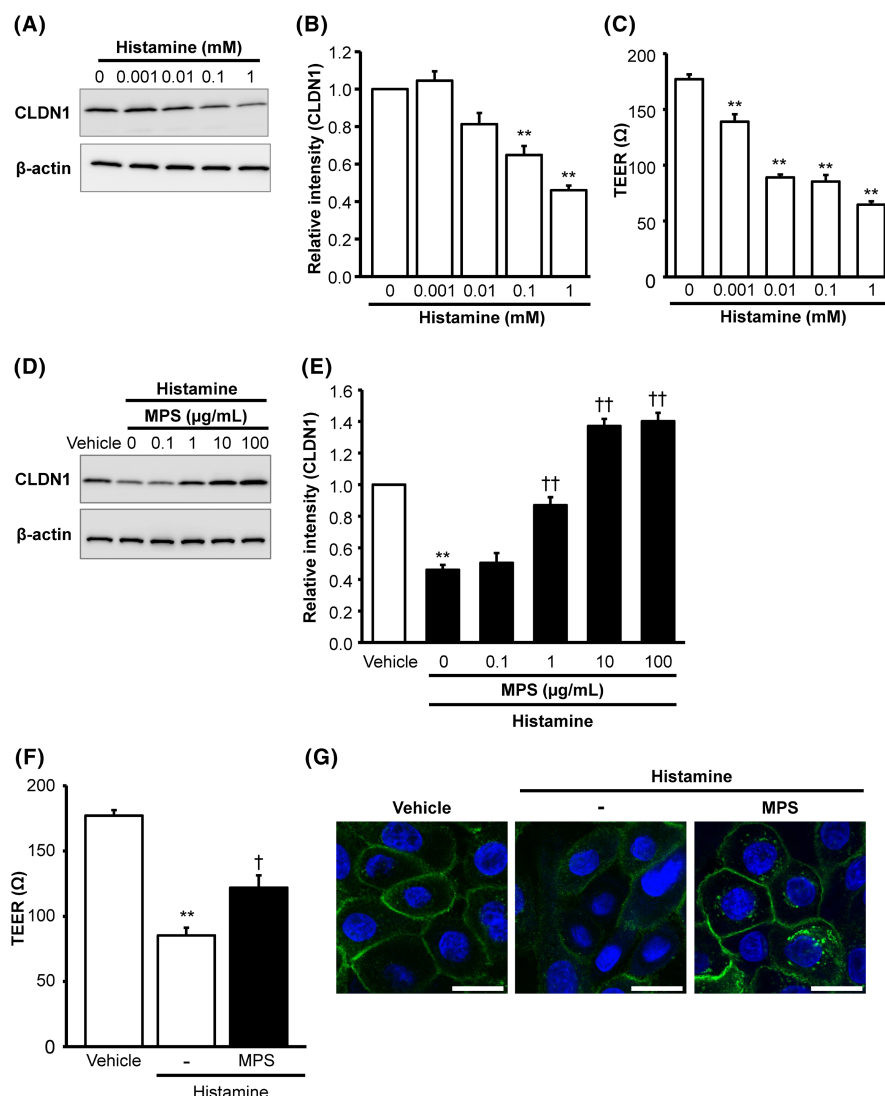 (A)
Histamine (mM)
0 0.001 0.01 0.1 1
CLDN1
β-actin
(B)
Relative intensity (CLDN1)
1.2
1.0
0.8
0.6
0.4
0.2
0.0
**
**
0 0.001 0.01 0.1 1
Histamine (mM)
(C)
TEER (Ω)
200
150
100
50
0
**
**
**
**
0 0.001 0.01 0.1 1
Histamine (mM)
(D)
Histamine
MPS (µg/mL)
Vehicle 0 0.1 1 10 100
CLDN1
β-actin
(E)
Relative intensity (CLDN1)
1.6
1.4
1.2
1.0
0.8
0.6
0.4
0.2
0.0
**
††
††
††
Vehicle 0 0.1 1 10 100
MPS (µg/mL)
Histamine
(F)
TEER (Ω)
200
150
100
50
0
**
†
Vehicle - MPS
Histamine
(G)
Histamine
Vehicle - MPS